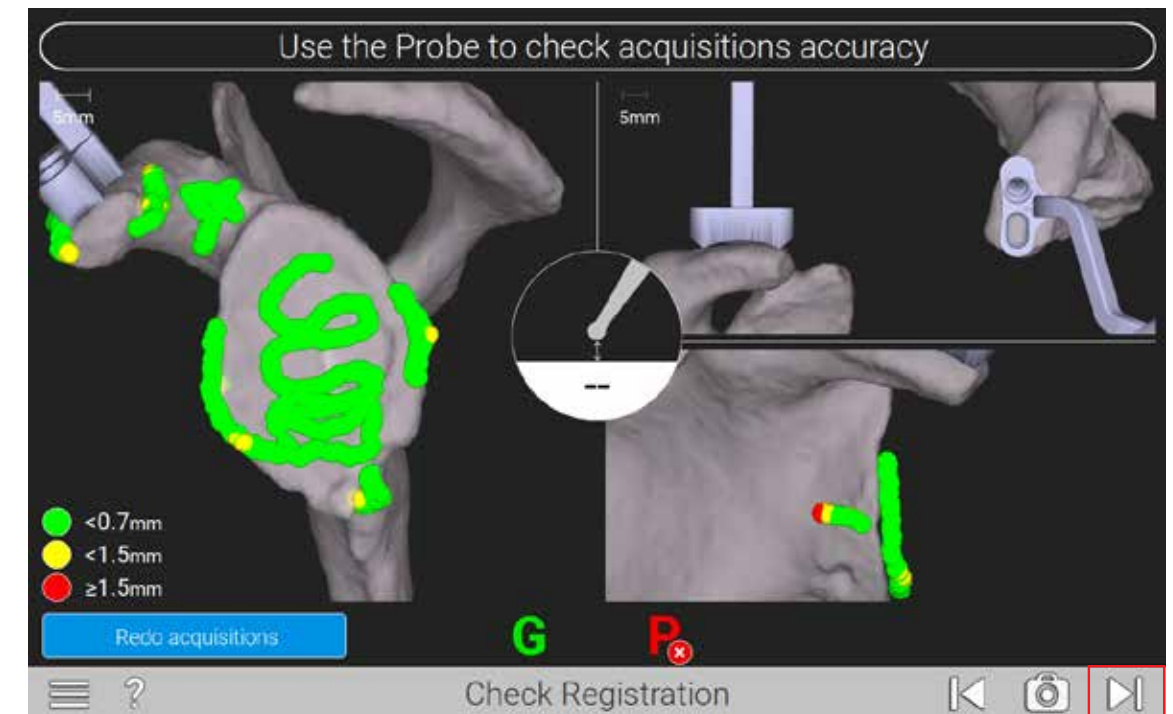 Use the Probe to check acquisitions accuracy
5mm
5mm
--
<0.7mm
<1.5mm
≥1.5mm
Redo acquisitions
G
P
?
Check Registration